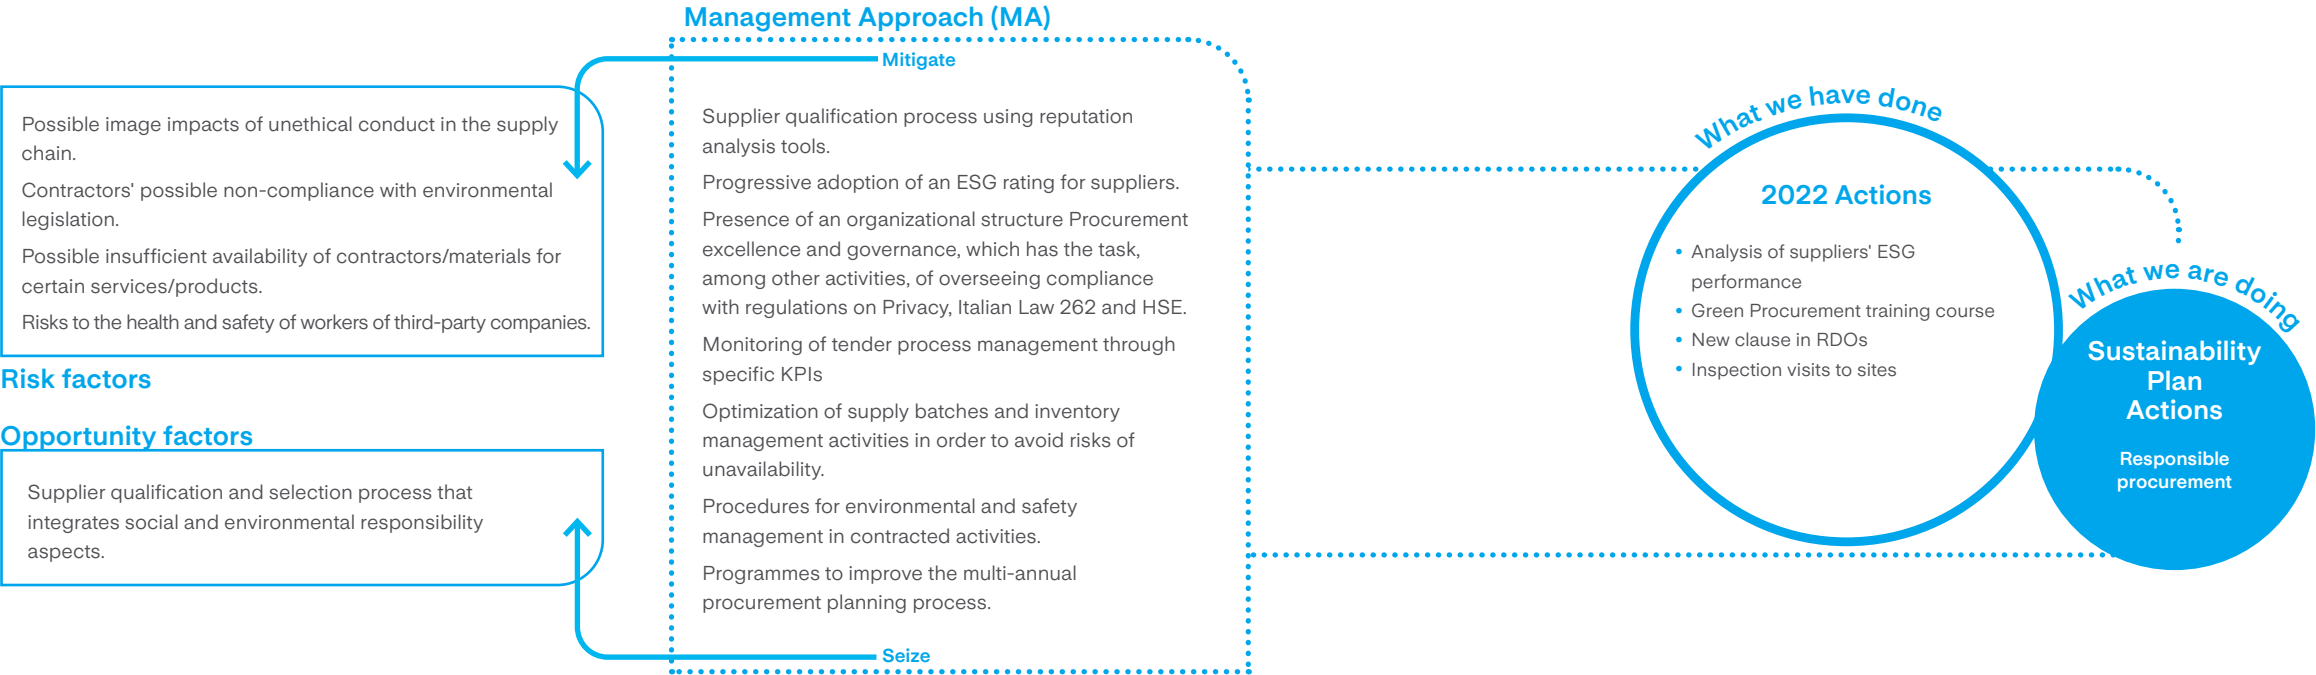 Management Approach (MA)
Mitigate
Possible image impacts of unethical conduct in the supply
chain.
Contractors' possible non-compliance with environmental
legislation.
Possible insufficient availability of contractors/materials for
certain services/products.
Risks to the health and safety of workers of third-party companies.
Risk factors
Opportunity factors
Supplier qualification and selection process that
integrates social and environmental responsibility
aspects.
Supplier qualification process using reputation
analysis tools.
Progressive adoption of an ESG rating for suppliers.
Presence of an organizational structure Procurement
excellence and governance, which has the task,
among other activities, of overseeing compliance
with regulations on Privacy, Italian Law 262 and HSE.
Monitoring of tender process management through
specific KPIs
Optimization of supply batches and inventory
management activities in order to avoid risks of
unavailability.
Procedures for environmental and safety
management in contracted activities.
Programmes to improve the multi-annual
procurement planning process.
Seize
What we have done
2022 Actions
• Analysis of suppliers' ESG
performance
• Green Procurement training course
• New clause in RDOs
• Inspection visits to sites
What we are doing
Sustainability
Plan
Actions
Responsible
procurement